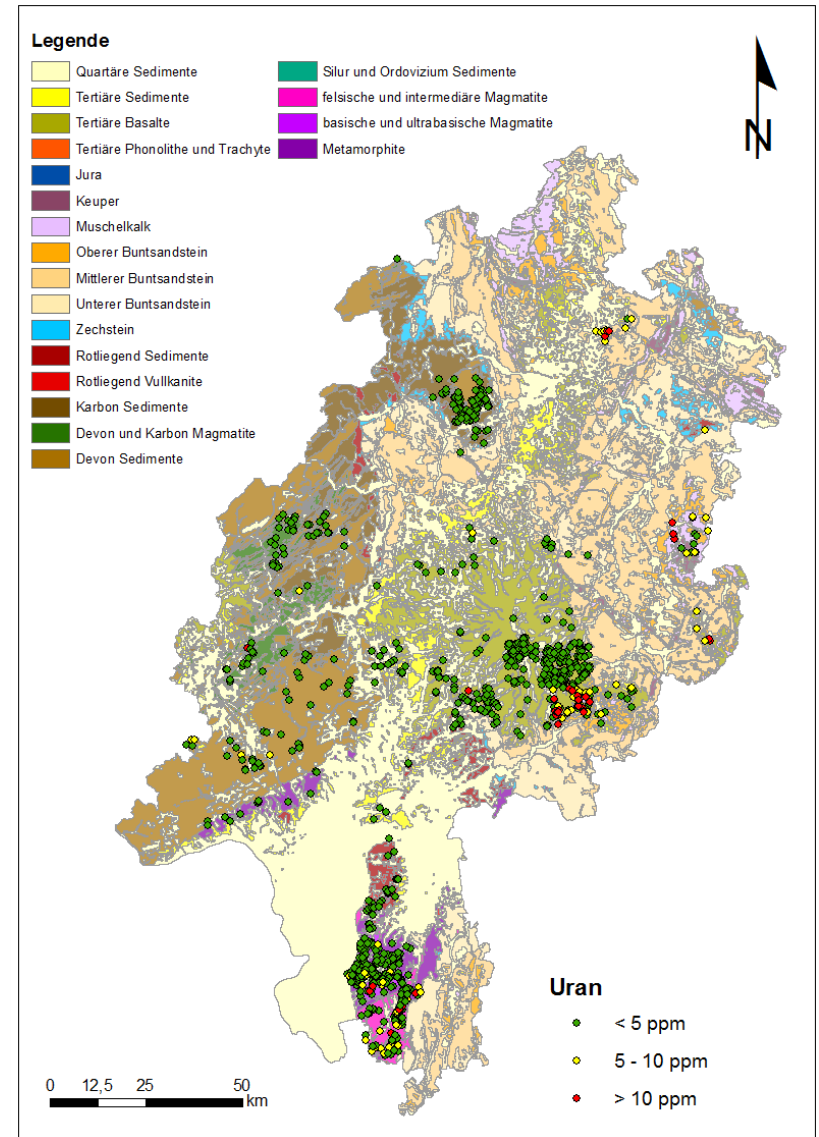 Legende
Quartäre Sedimente
Tertiäre Sedimente
Tertiäre Basalte
Tertiäre Phonolithe und Trachyte
Jura
Keuper
Muschelkalk
Oberer Buntsandstein
Mittlerer Buntsandstein
Unterer Buntsandstein
Zechstein
Rotliegend Sedimente
Rotliegend Vullkanite
Karbon Sedimente
Devon und Karbon Magmatite
Devon Sedimente
Silur und Ordovizium Sedimente
felsische und intermediäre Magmatite
basische und ultrabasische Magmatite
Metamorphite
N
Uran
< 5 ppm
5 - 10 ppm
> 10 ppm
0 12,5 25 50
km